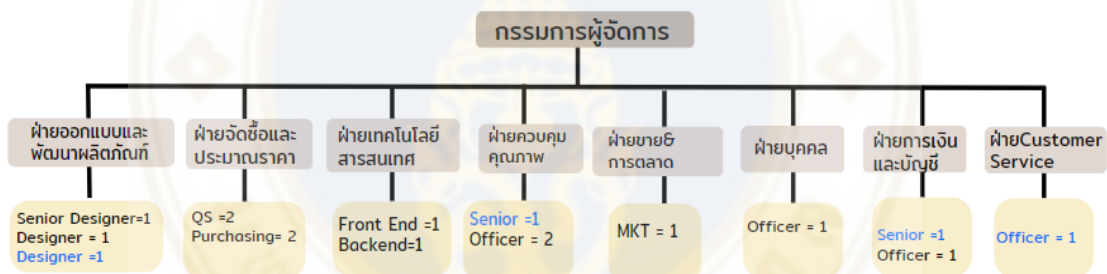 กรรมการผู้จัดการ
ฝ่ายออกแบบและ
พัฒนาผลิตภัณฑ์
ฝ่ายจัดซื้อและ
ประมาณราคา
ฝ่ายเทคโนโลยี
สารสนเทศ
ฝ่ายควบคุม
คุณภาพ
ฝ่ายขาย&
การตลาด
ฝ่ายบุคคล
ฝ่ายการเงิน
และบัญชี
ฝ่ายCustomer
Service
Senior Designer=1
Designer = 1
Designer =1
QS =2
Purchasing= 2
Front End =1
Backend=1
Senior =1
Officer = 2
MKT = 1
Officer = 1
Senior =1
Officer = 1
Officer = 1